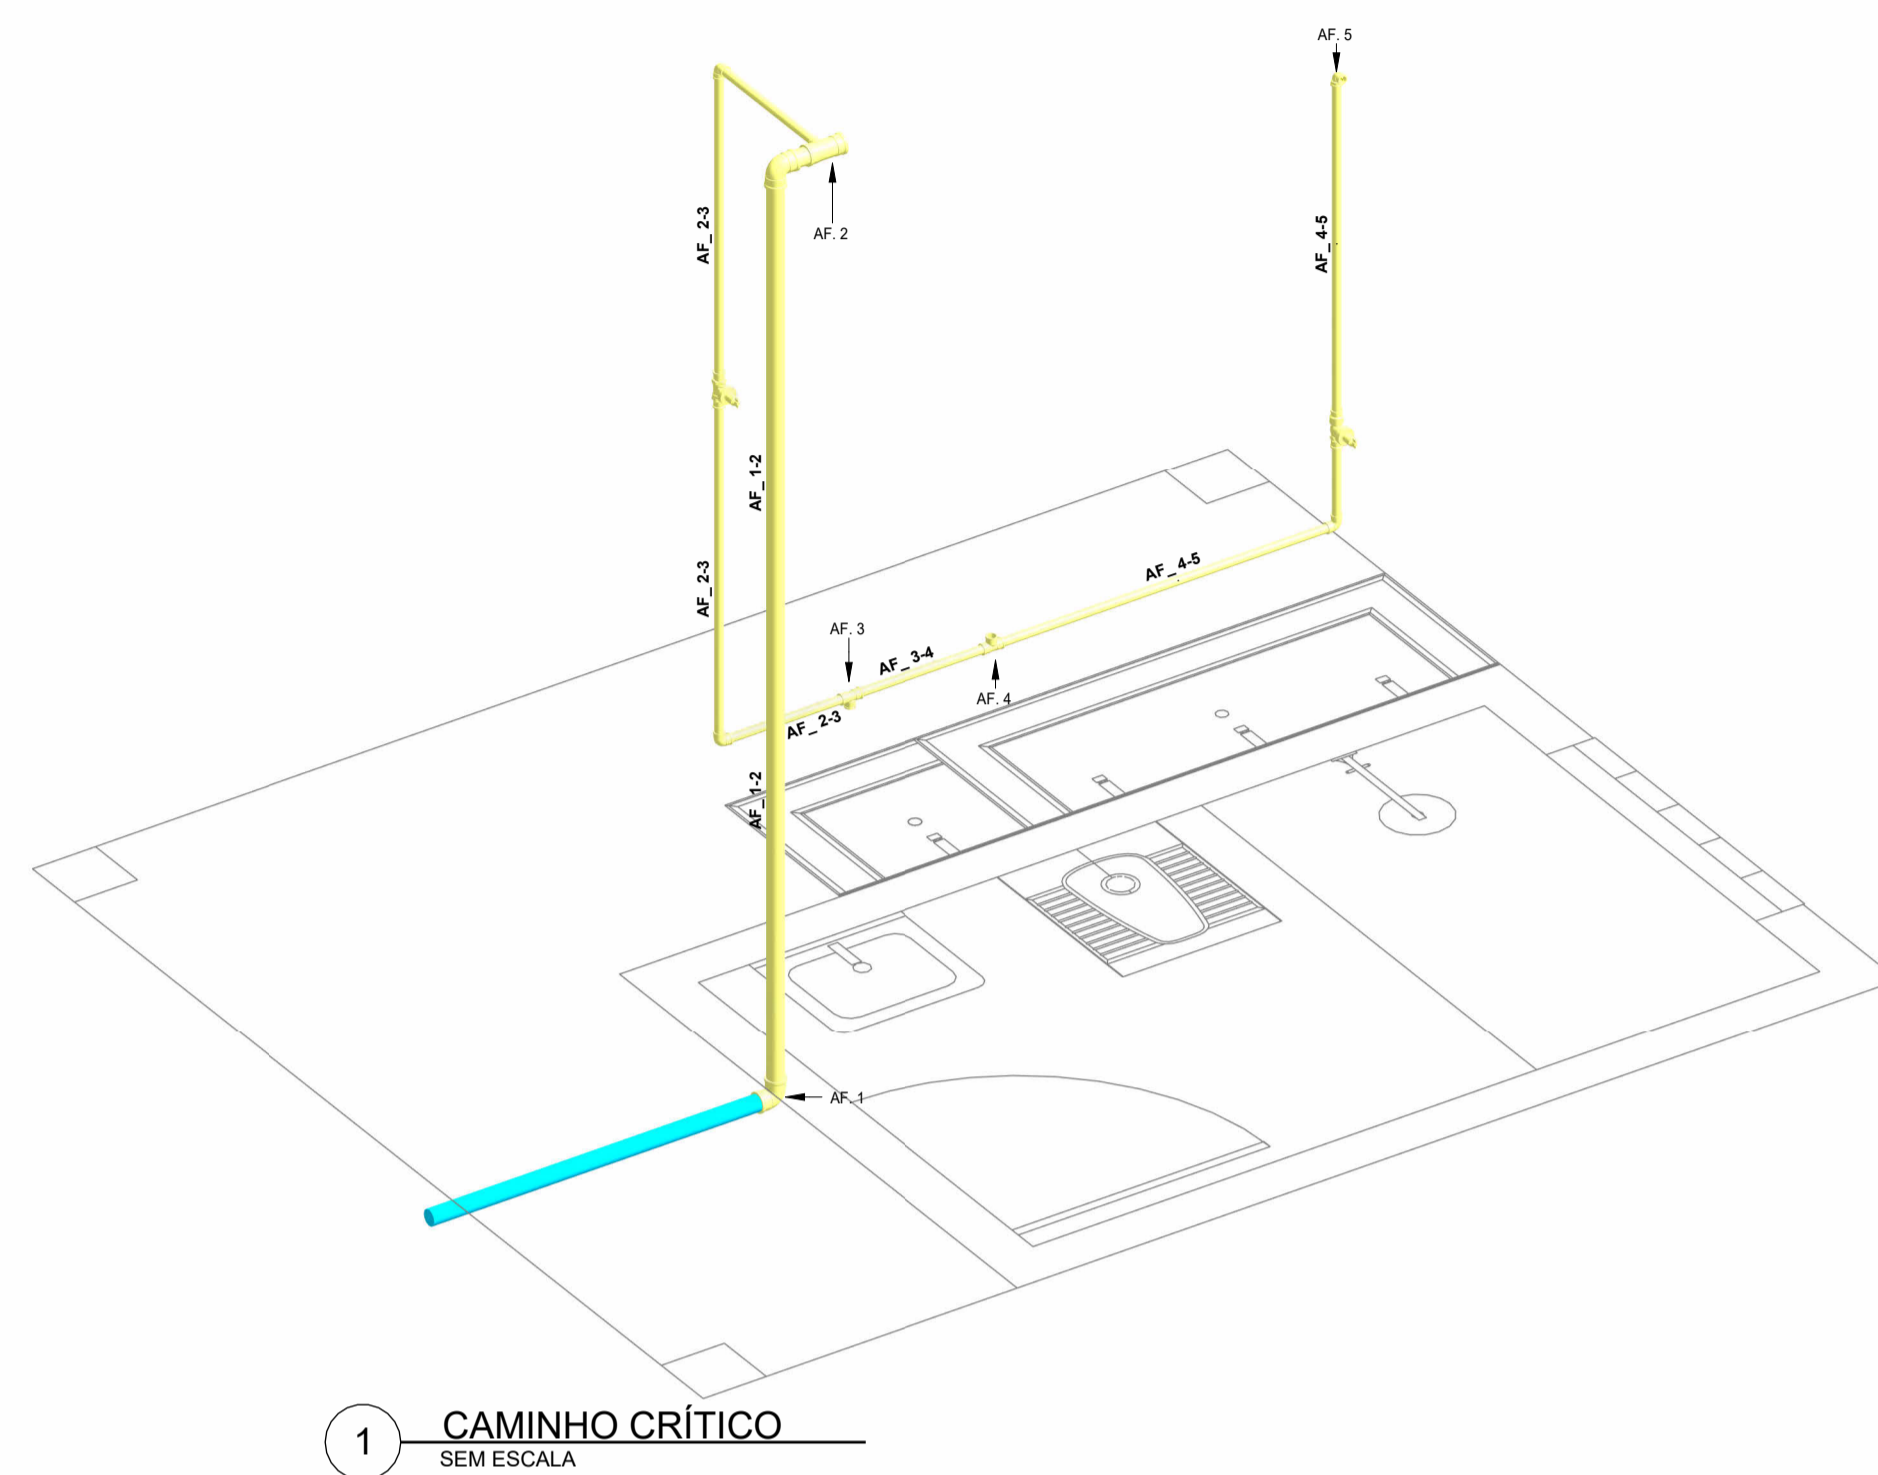 AF. 5
AF_ 2-3
AF. 2
AF_ 4-5
AF_ 1-2
AF_ 2-3
AF_ 4-5
AF. 3
AF_ 3-4
AF. 4
AF_ 2-3
AF_ 1-2
AF. 1
1
CAMINHO CRÍTICO
SEM ESCALA